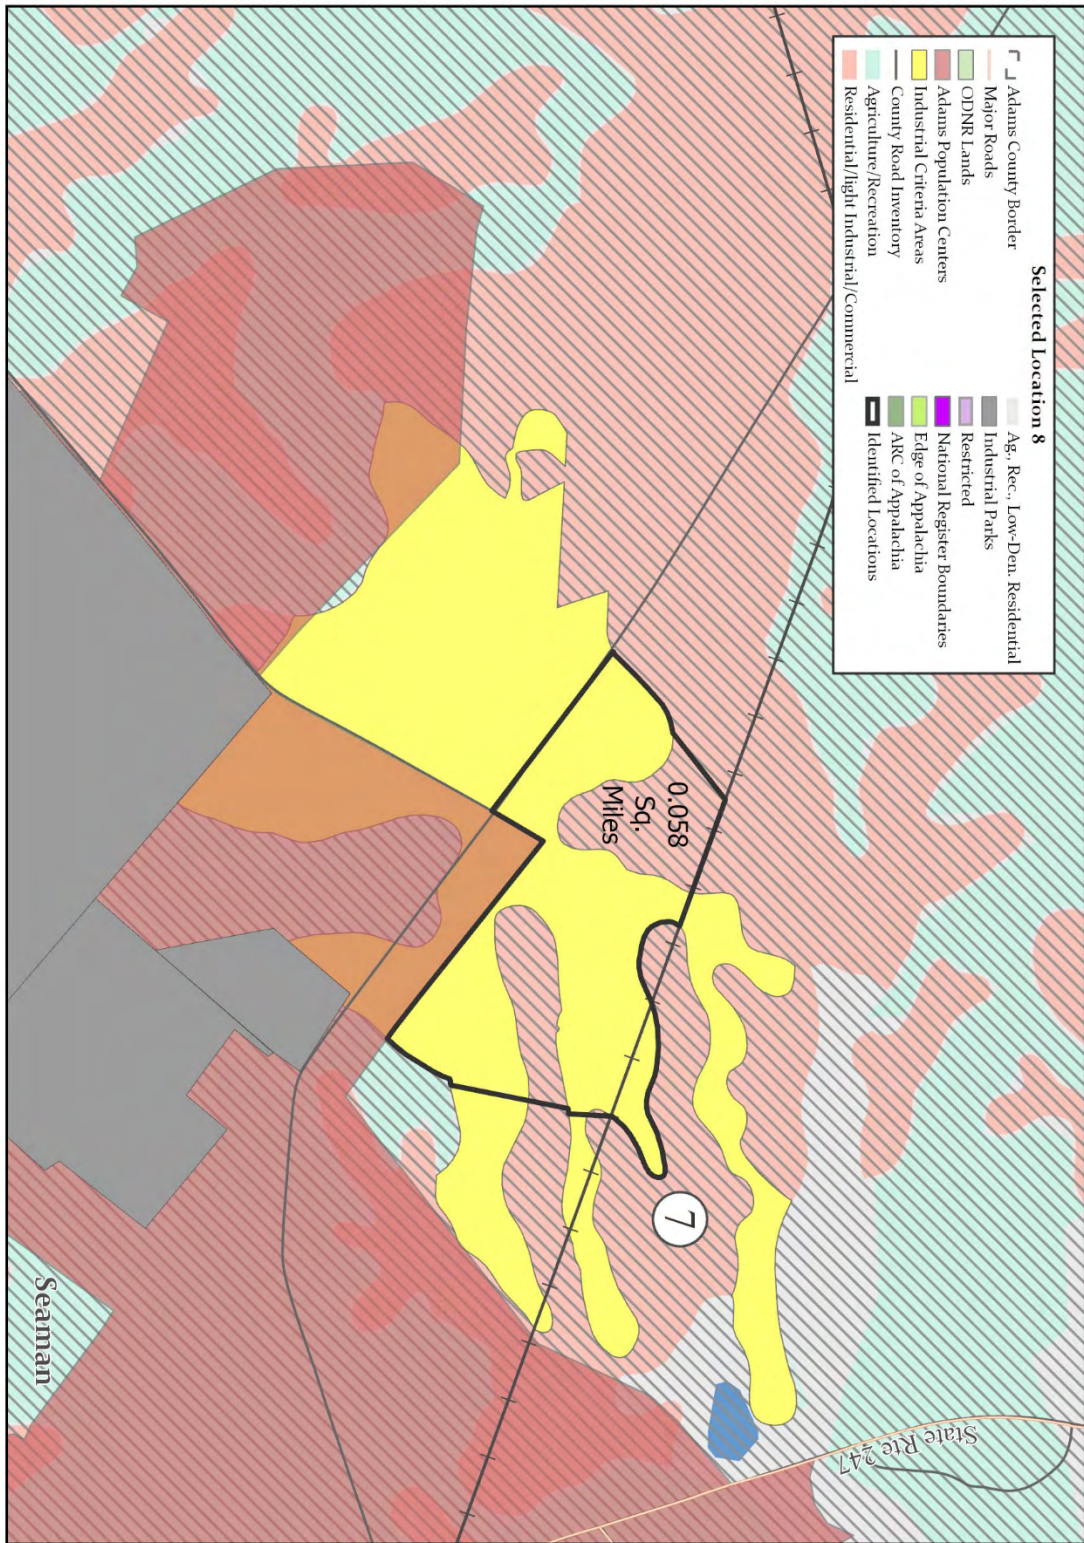 Selected Location 8
Adams County Border
Major Roads
ODNR Lands
Adams Population Centers
Industrial Criteria Areas
County Road Inventory
Agriculture/Recreation
Residential/light Industrial/Commercial
Ag., Rec., Low-Den. Residential
Industrial Parks
Restricted
National Register Boundaries
Edge of Appalachia
ARC of Appalachia
Identified Locations
0.058
Sq.
Miles
7
State Rte 247
Seaman